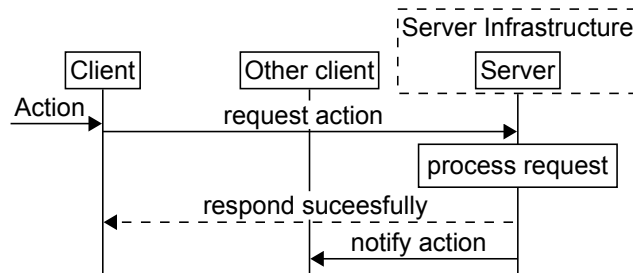 Server Infrastructure
Client
Other client
Server
Action
request action
process request
respond suceesfully
notify action